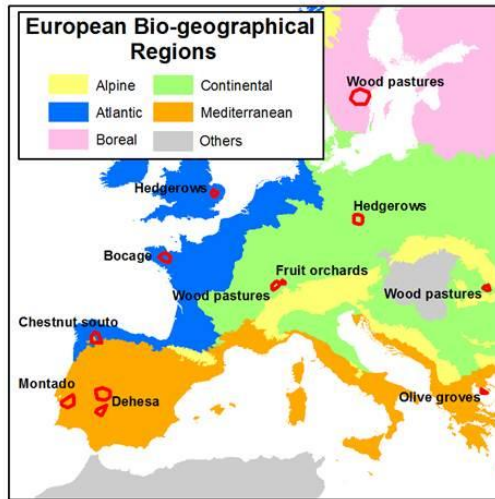 European Bio-geographical
Regions
Alpine
Continental
Atlantic
Mediterranean
Boreal
Others
Wood pastures
Hedgerows
Hedgerows
Bocage
Fruit orchards
Wood pastures
Wood pastures
Chestnut souto
Montado
Dehesa
Olive groves